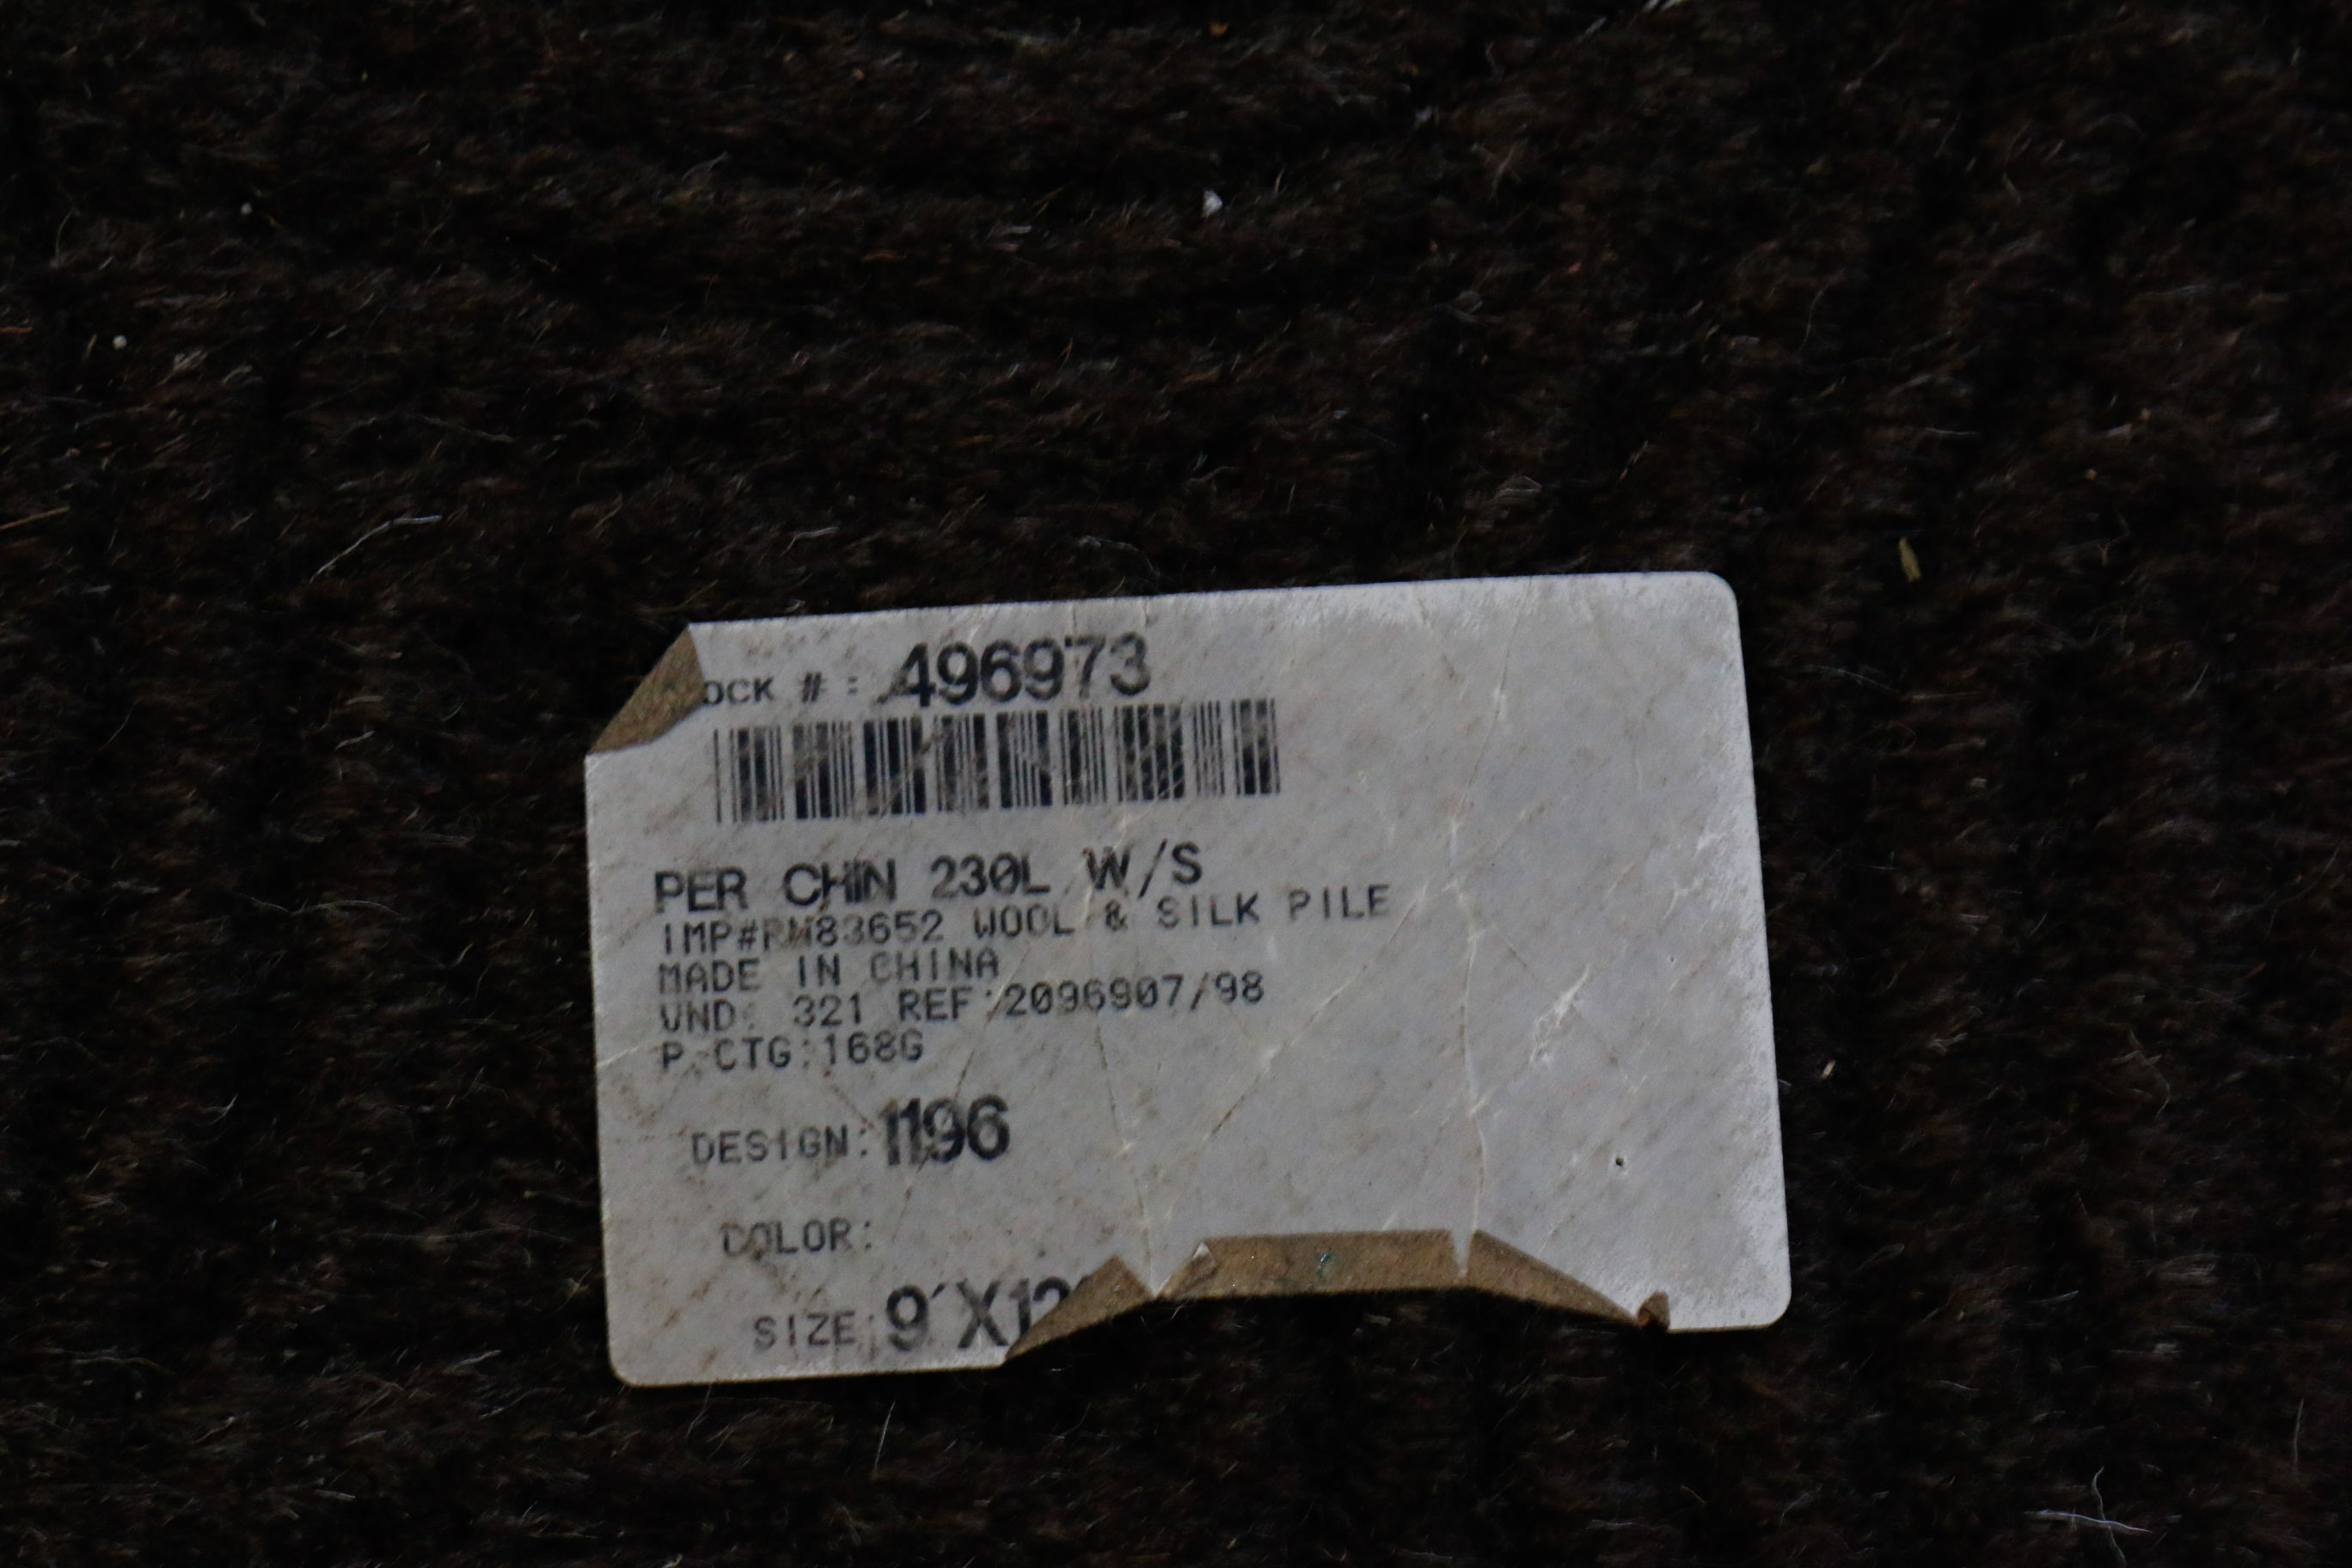 OCK # : 496973
PER CHIN 230L W/S
IMP#RM83652 WOOL & SILK PILE
MADE IN CHINA
VND: 321 REF:2096907/98
P.CTG:168G
DESIGN: 1196
COLOR:
SIZE: 9'X12